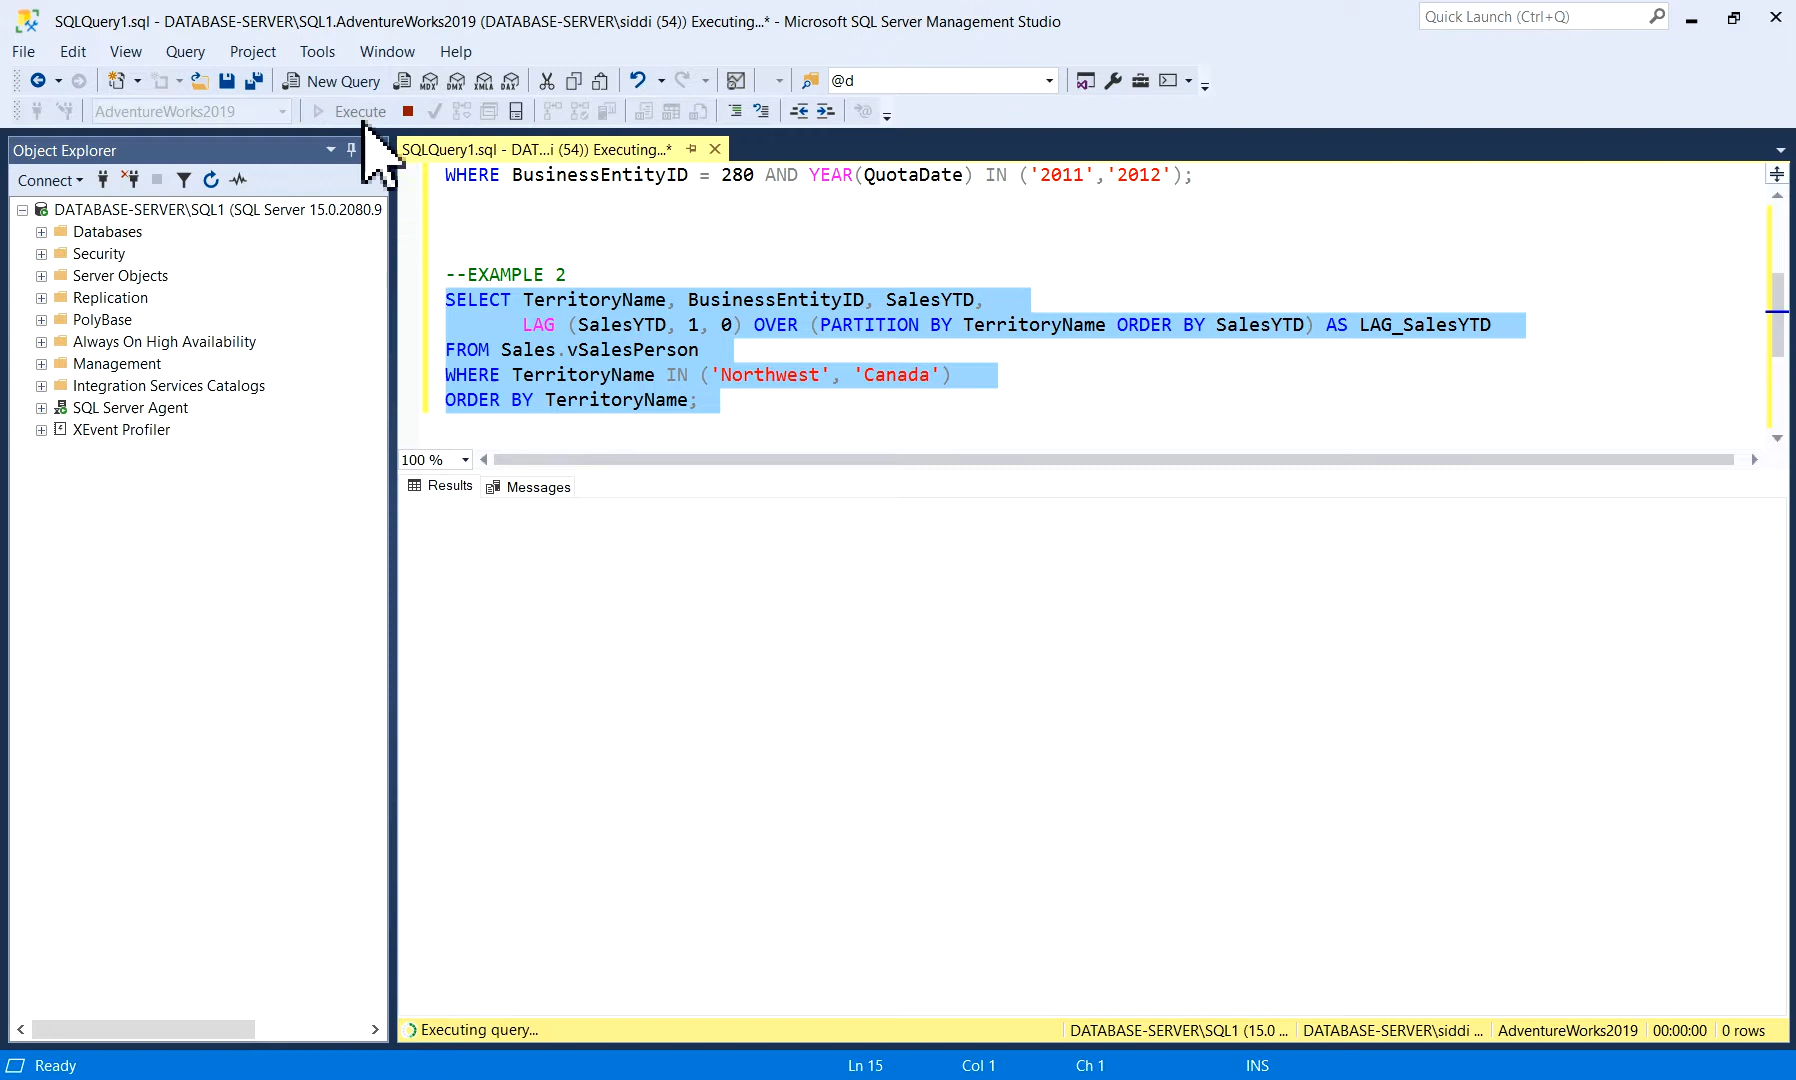 SQLQuery1.sql - DATABASE-SERVER\SQL1.AdventureWorks2019 (DATABASE-SERVER\siddi (54)) Executing...* - Microsoft SQL Server Management Studio
Quick Launch (Ctrl+Q)
File Edit View Query Project Tools Window Help
New Query MDX DMX XMLA DAX @d
AdventureWorks2019 Execute
Object Explorer
SQLQuery1.sql - DAT...i (54)) Executing...*
Connect
WHERE BusinessEntityID = 280 AND YEAR(QuotaDate) IN ('2011','2012');
DATABASE-SERVER\SQL1 (SQL Server 15.0.2080.9
Databases
Security
Server Objects
Replication
PolyBase
Always On High Availability
Management
Integration Services Catalogs
SQL Server Agent
XEvent Profiler
--EXAMPLE 2
SELECT TerritoryName, BusinessEntityID, SalesYTD,
LAG (SalesYTD, 1, 0) OVER (PARTITION BY TerritoryName ORDER BY SalesYTD) AS LAG_SalesYTD
FROM Sales.vSalesPerson
WHERE TerritoryName IN ('Northwest', 'Canada')
ORDER BY TerritoryName;
100 %
Results Messages
Executing query... DATABASE-SERVER\SQL1 (15.0 ... DATABASE-SERVER\siddi ... AdventureWorks2019 00:00:00 0 rows
Ready Ln 15 Col 1 Ch 1 INS